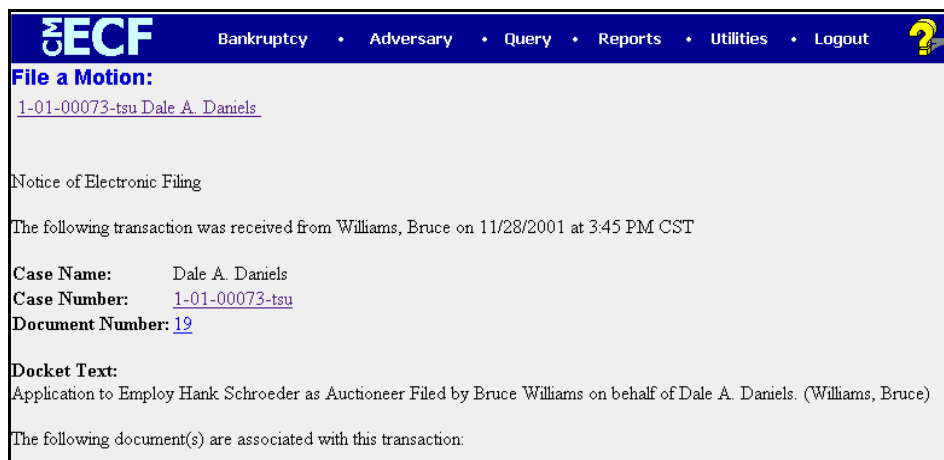 CM ECF Bankruptcy • Adversary • Query • Reports • Utilities • Logout ?
File a Motion:
1-01-00073-tsu Dale A. Daniels
Notice of Electronic Filing
The following transaction was received from Williams, Bruce on 11/28/2001 at 3:45 PM CST
Case Name: Dale A. Daniels
Case Number: 1-01-00073-tsu
Document Number: 19
Docket Text:
Application to Employ Hank Schroeder as Auctioneer Filed by Bruce Williams on behalf of Dale A. Daniels. (Williams, Bruce)
The following document(s) are associated with this transaction: